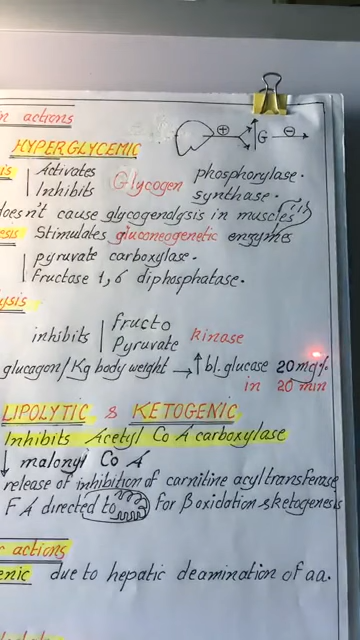 n actions
⊕ G ⊖
HYPERGLYCEMIC
is Activates Glycogen phosphorylase.
Inhibits synthase.
doesn't cause glycogenolysis in muscles
esis Stimulates gluconeogenetic enzymes
pyruvate carboxylase.
Fructose 1,6 diphosphatase.
lysis
inhibits Fructo kinase
Pyruvate
glucagon/Kg body weight → ↑ bl. glucose 20 mg%
in 20 min
LIPOLYTIC & KETOGENIC
Inhibits Acetyl CoA carboxylase
↓ malonyl CoA
release of inhibition of carnitine acyltransferase
FA directed to for β oxidation & ketogenesis
r actions
enic due to hepatic deamination of aa.